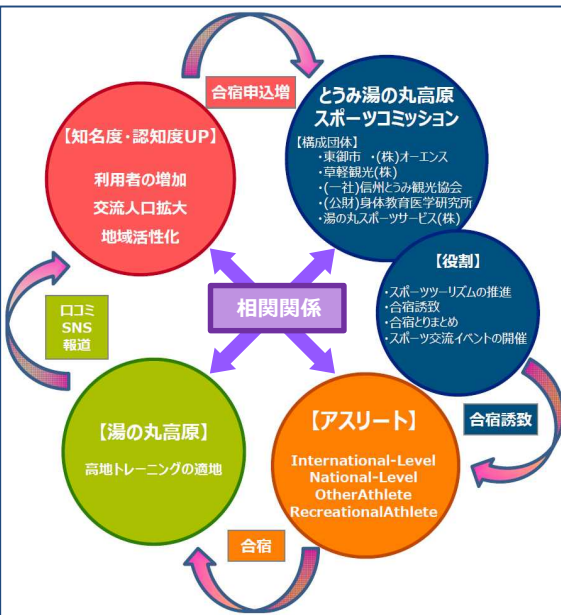 合宿申込増
とうみ湯の丸高原
スポーツコミッション
【構成団体】
・東御市 ・(株)オーエンス
・草軽観光(株)
・(一社)信州とうみ観光協会
・(公財)身体教育医学研究所
・湯の丸スポーツサービス(株)
【知名度・認知度UP】
利用者の増加
交流人口拡大
地域活性化
【役割】
・スポーツツーリズムの推進
・合宿誘致
・合宿とりまとめ
・スポーツ交流イベントの開催
相関関係
口コミ
SNS
報道
合宿誘致
【湯の丸高原】
高地トレーニングの適地
【アスリート】
International-Level
National-Level
OtherAthlete
RecreationalAthlete
合宿